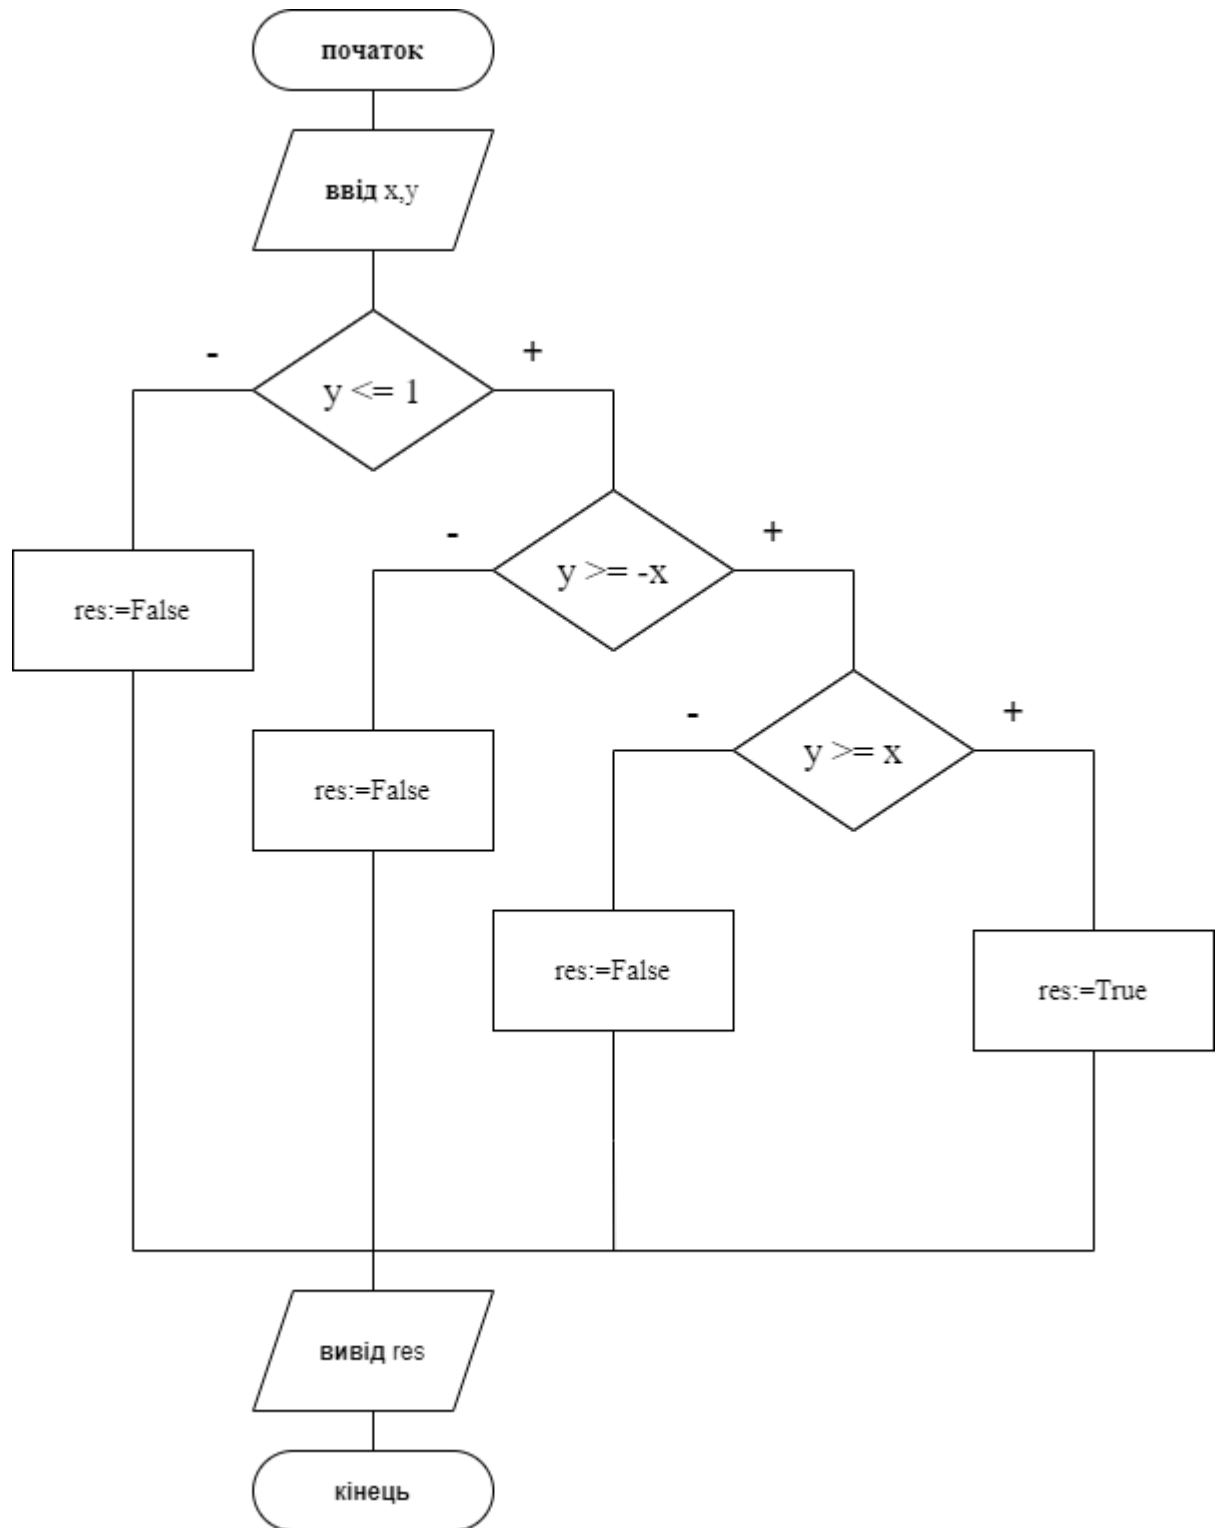 початок
ввід x,y
-
+
y <= 1
-
+
y >= -x
res:=False
-
+
y >= x
res:=False
res:=False
res:=True
вивід res
кінець